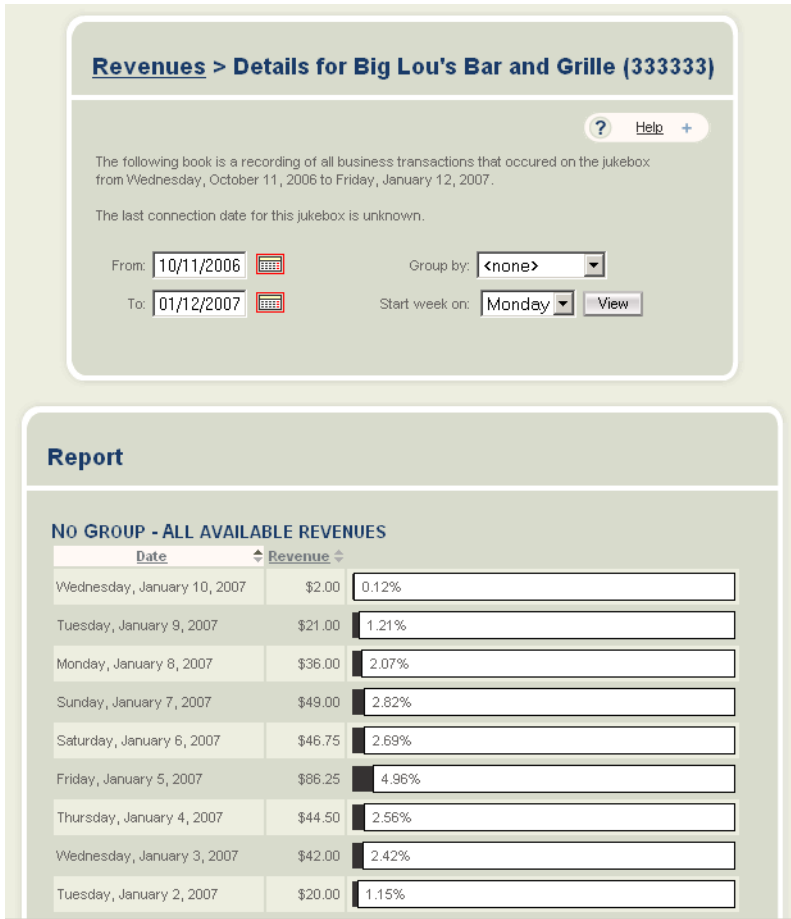 Revenues > Details for Big Lou's Bar and Grille (333333)
? Help +
The following book is a recording of all business transactions that occured on the jukebox
from Wednesday, October 11, 2006 to Friday, January 12, 2007.
The last connection date for this jukebox is unknown.
From: 10/11/2006 Group by: <none>
To: 01/12/2007 Start week on: Monday View
Report
NO GROUP - ALL AVAILABLE REVENUES
Date Revenue
Wednesday, January 10, 2007 $2.00 0.12%
Tuesday, January 9, 2007 $21.00 1.21%
Monday, January 8, 2007 $36.00 2.07%
Sunday, January 7, 2007 $49.00 2.82%
Saturday, January 6, 2007 $46.75 2.69%
Friday, January 5, 2007 $86.25 4.96%
Thursday, January 4, 2007 $44.50 2.56%
Wednesday, January 3, 2007 $42.00 2.42%
Tuesday, January 2, 2007 $20.00 1.15%